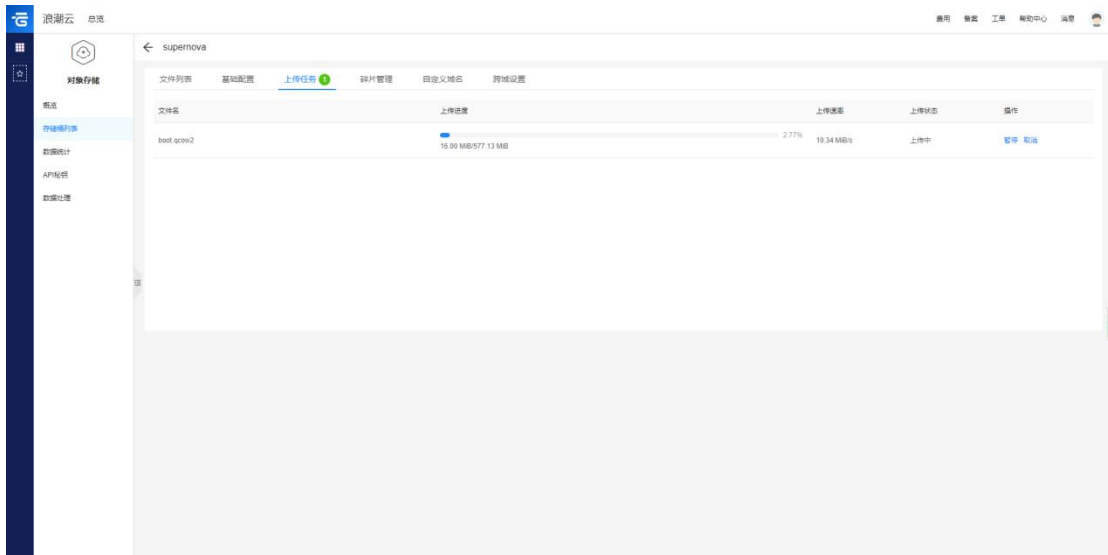 浪潮云 总览 费用 备案 工单 帮助中心 消息
← supernova
对象存储
文件列表 基础配置 上传任务 1 碎片管理 自定义域名 跨域设置
概览
文件名 上传进度 上传速率 上传状态 操作
存储桶列表
boot.qcow2 2.77% 10.34 MiB/s 上传中 暂停 取消
16.00 MiB/577.13 MiB
数据统计
API秘钥
数据处理